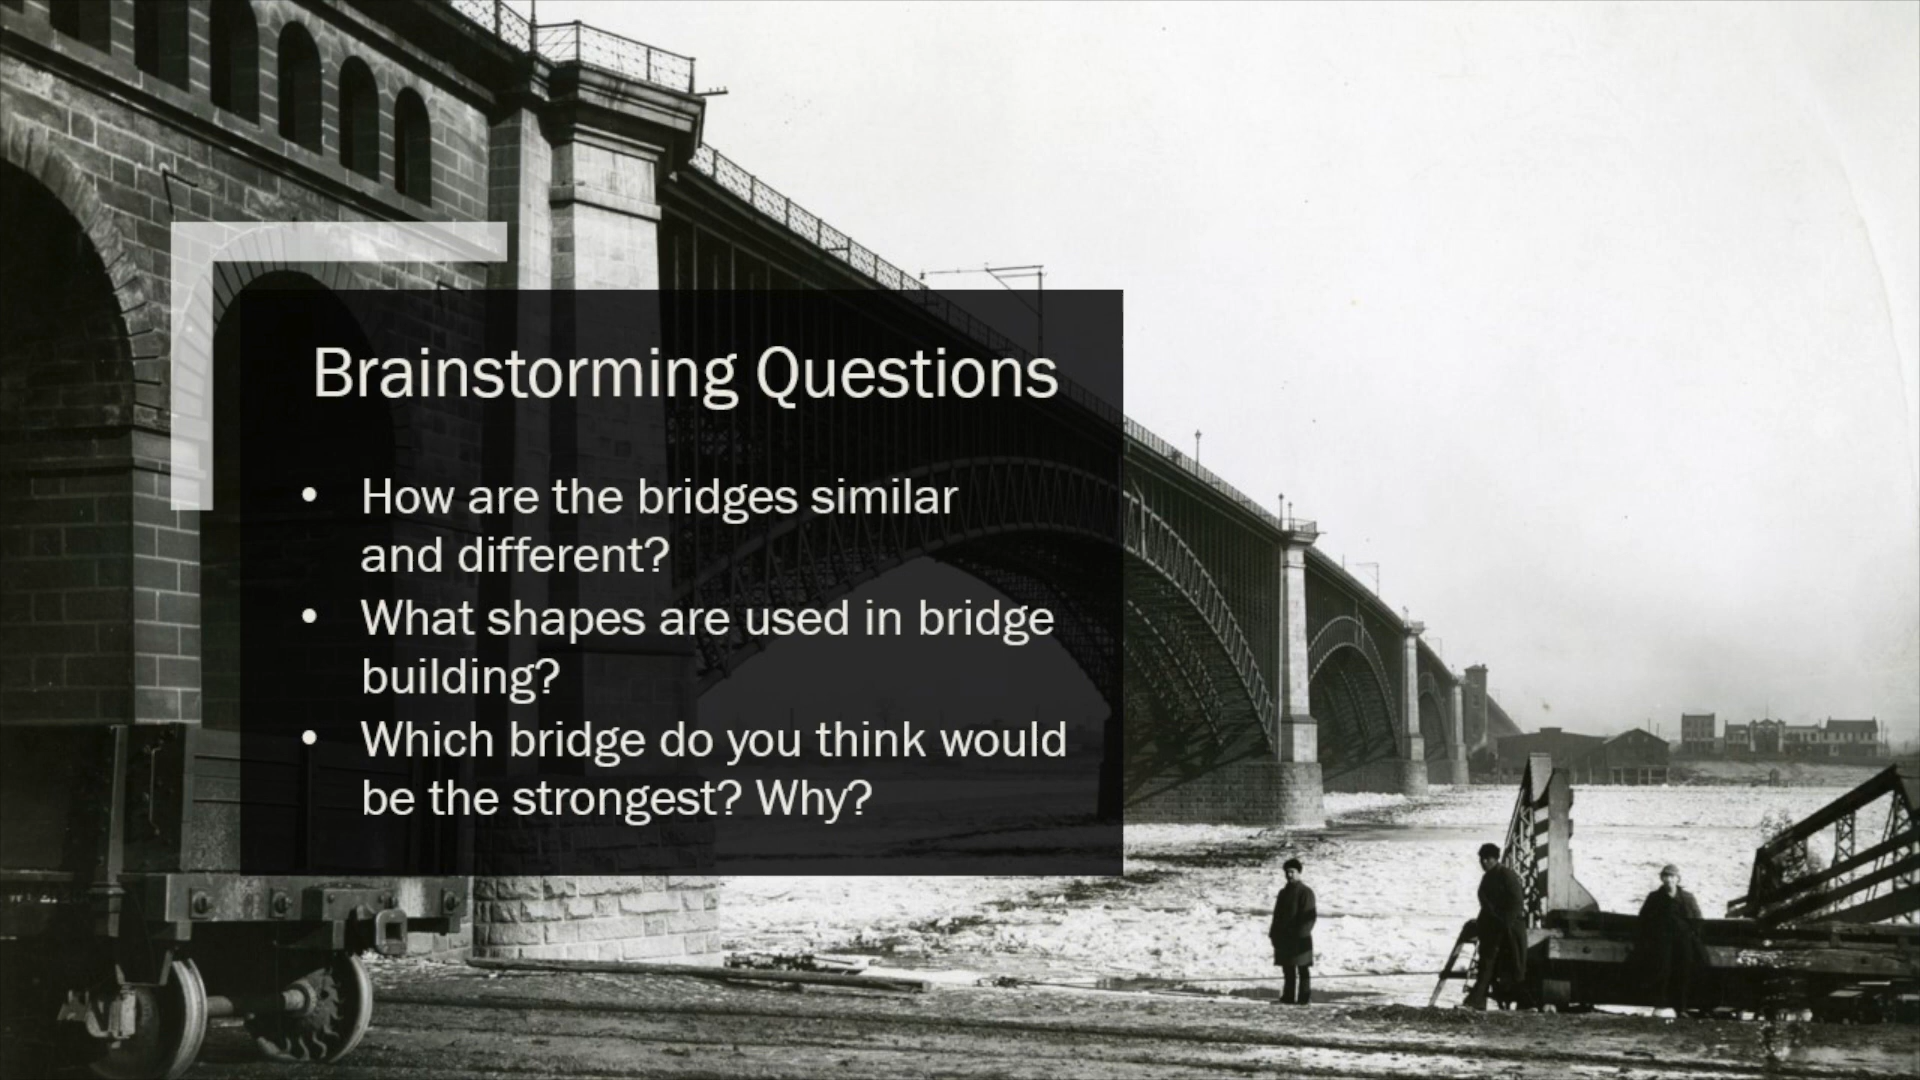 Brainstorming Questions
• How are the bridges similar
and different?
• What shapes are used in bridge
building?
• Which bridge do you think would
be the strongest? Why?